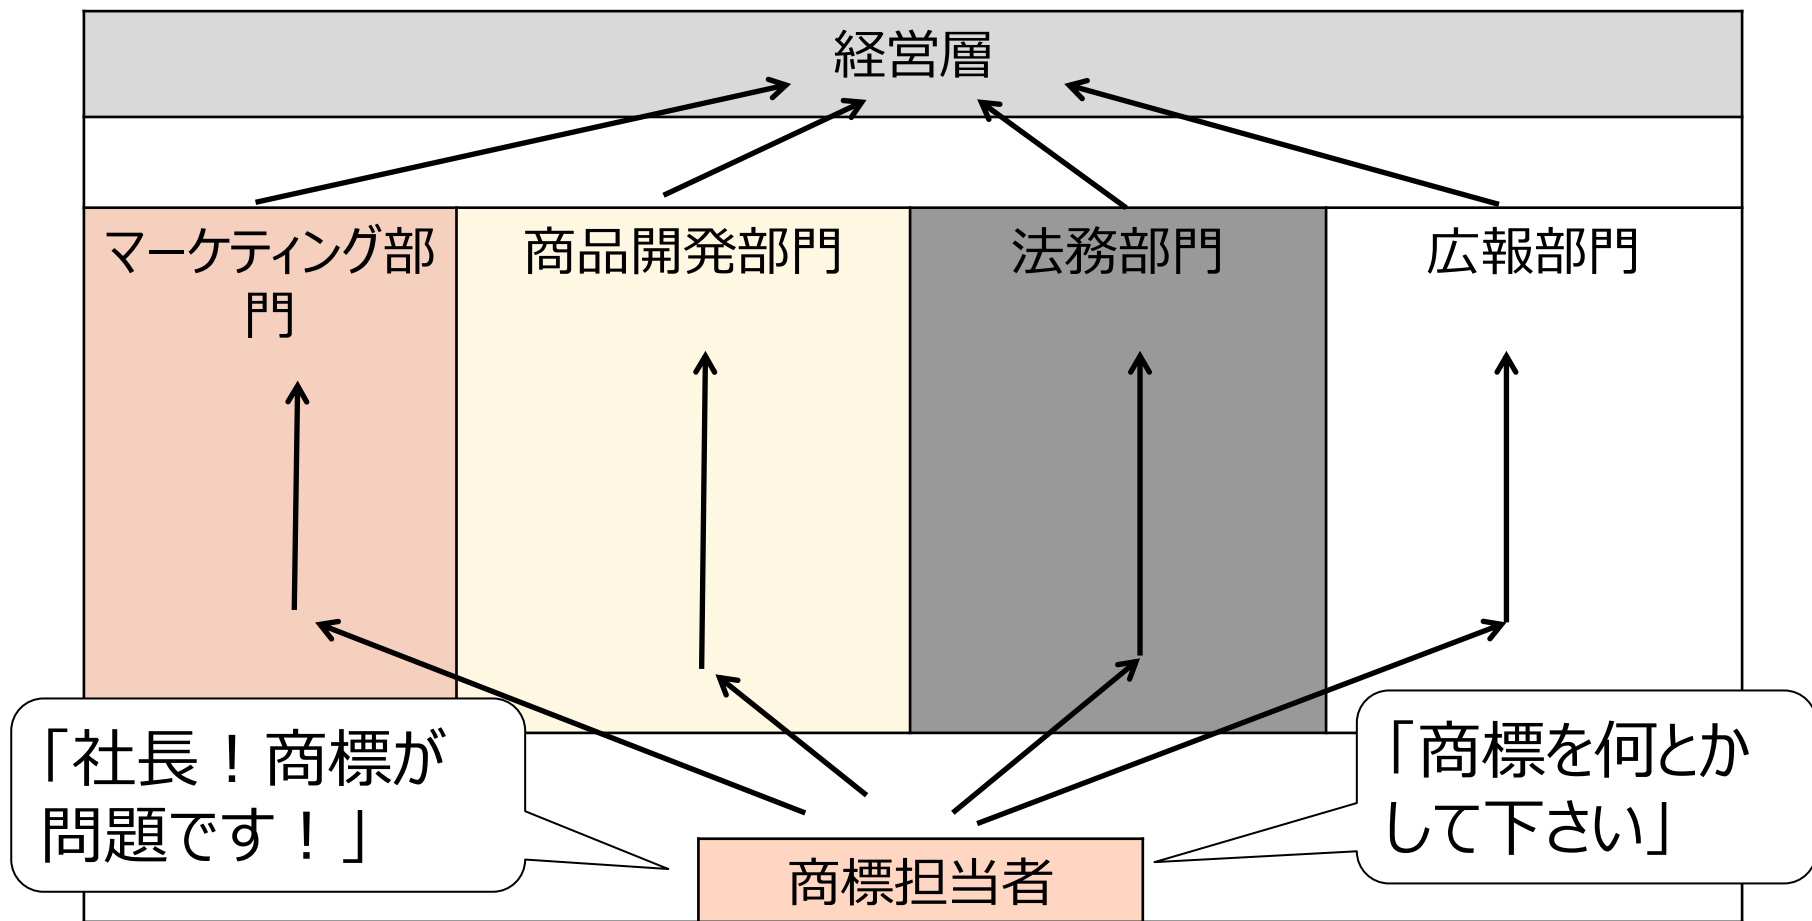 経営層
マーケティング部
門
商品開発部門
法務部門
広報部門
「社長！商標が
問題です！」
「商標を何とか
して下さい」
商標担当者